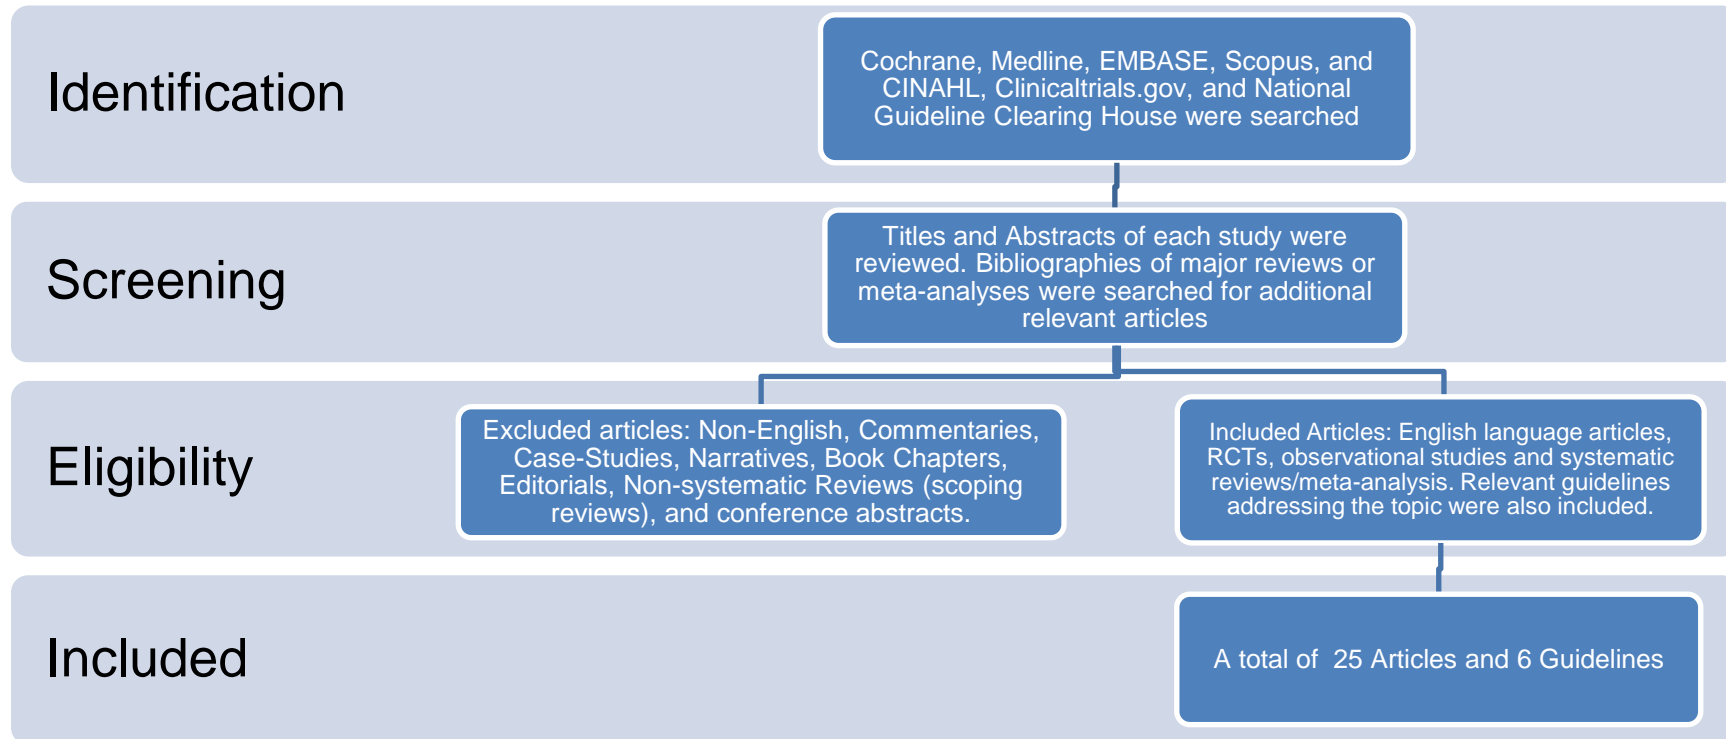 Identification
Cochrane, Medline, EMBASE, Scopus, and
CINAHL, Clinicaltrials.gov, and National
Guideline Clearing House were searched
Screening
Titles and Abstracts of each study were
reviewed. Bibliographies of major reviews or
meta-analyses were searched for additional
relevant articles
Eligibility
Excluded articles: Non-English, Commentaries,
Case-Studies, Narratives, Book Chapters,
Editorials, Non-systematic Reviews (scoping
reviews), and conference abstracts.
Included Articles: English language articles,
RCTs, observational studies and systematic
reviews/meta-analysis. Relevant guidelines
addressing the topic were also included.
Included
A total of  25 Articles and 6 Guidelines